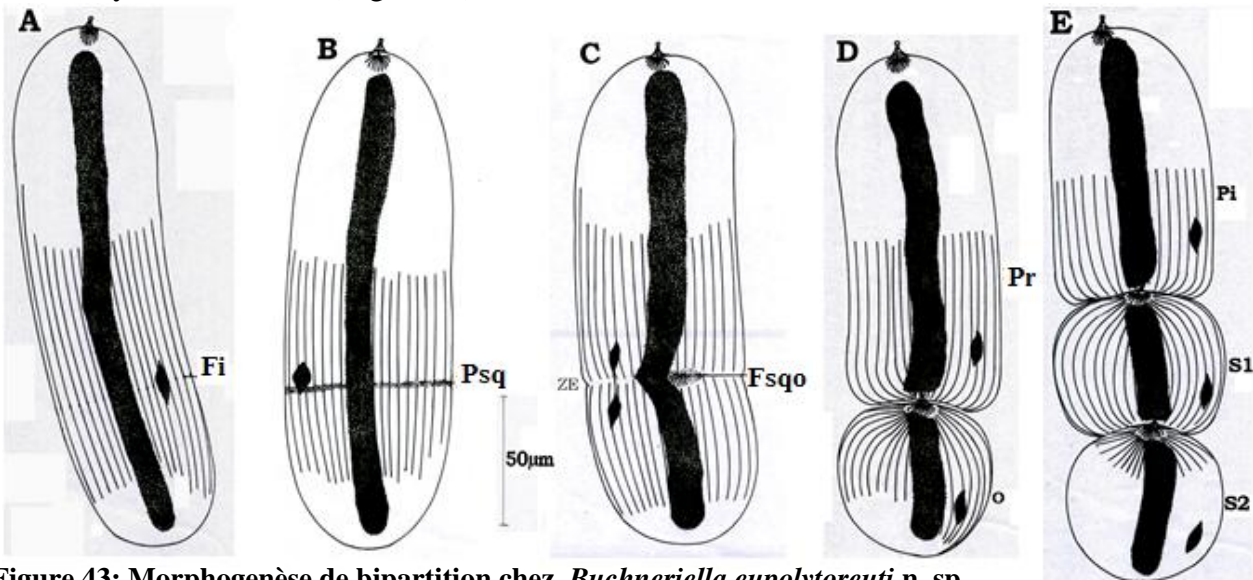 A
B
C
D
E
Fi
Psq
50µm
ZE
Fsqo
Pr
o
Pi
S1
S2
Figure 43: Morphogenèse de bipartition chez Buchneriella eupolytoreuti n. sp